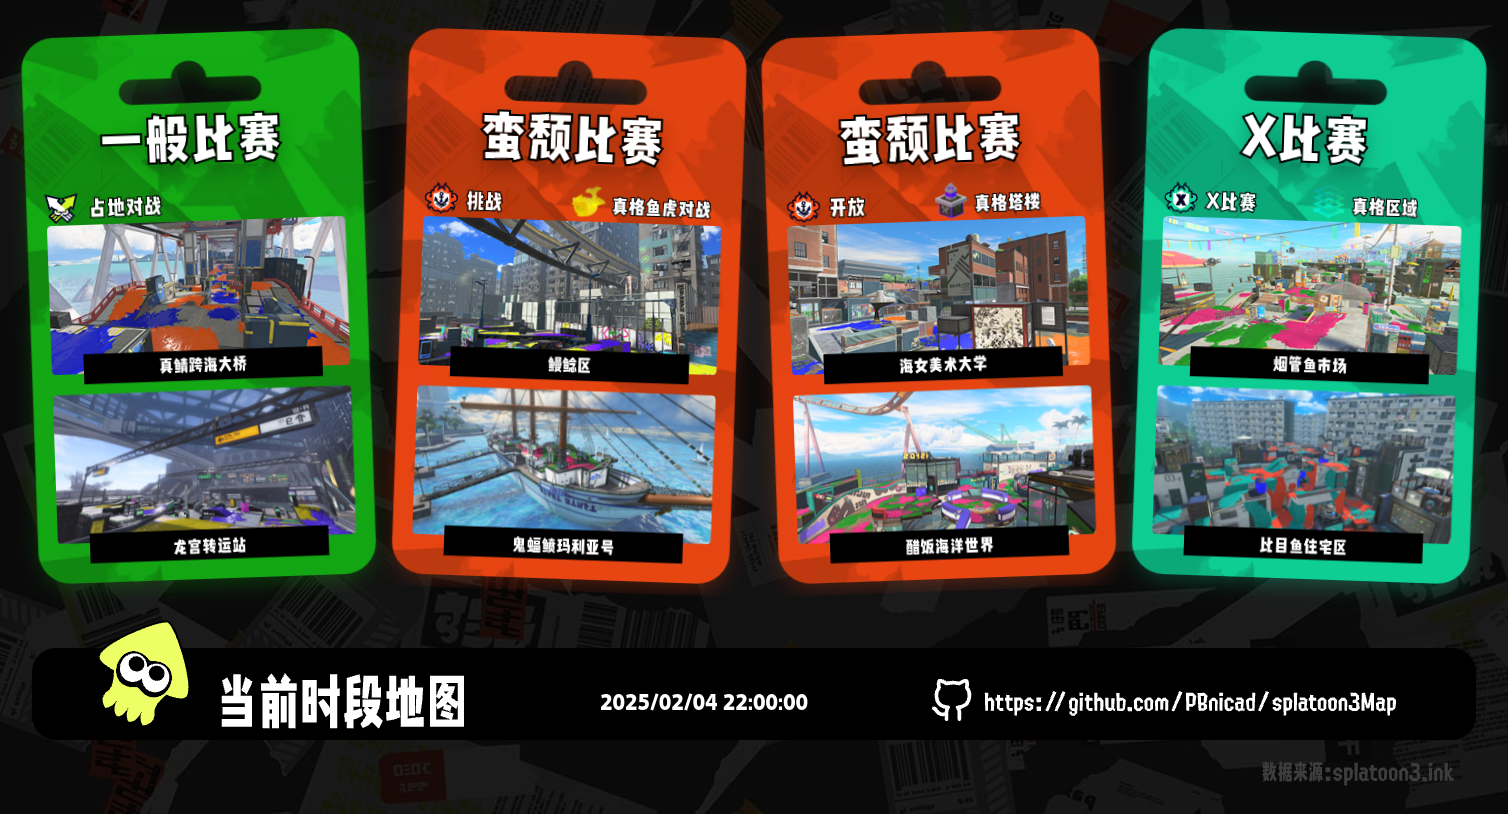 一般比赛
占地对战
真鲷跨海大桥
龙宫转运站
蛮颓比赛
挑战
真格鱼虎对战
鳗鲶区
鬼蝠鲼玛利亚号
蛮颓比赛
开放
真格塔楼
海女美术大学
醋饭海洋世界
X比赛
X比赛
真格区域
烟管鱼市场
比目鱼住宅区
当前时段地图
2025/02/04 22:00:00
https://github.com/PBnicad/splatoon3Map
数据来源:splatoon3.ink